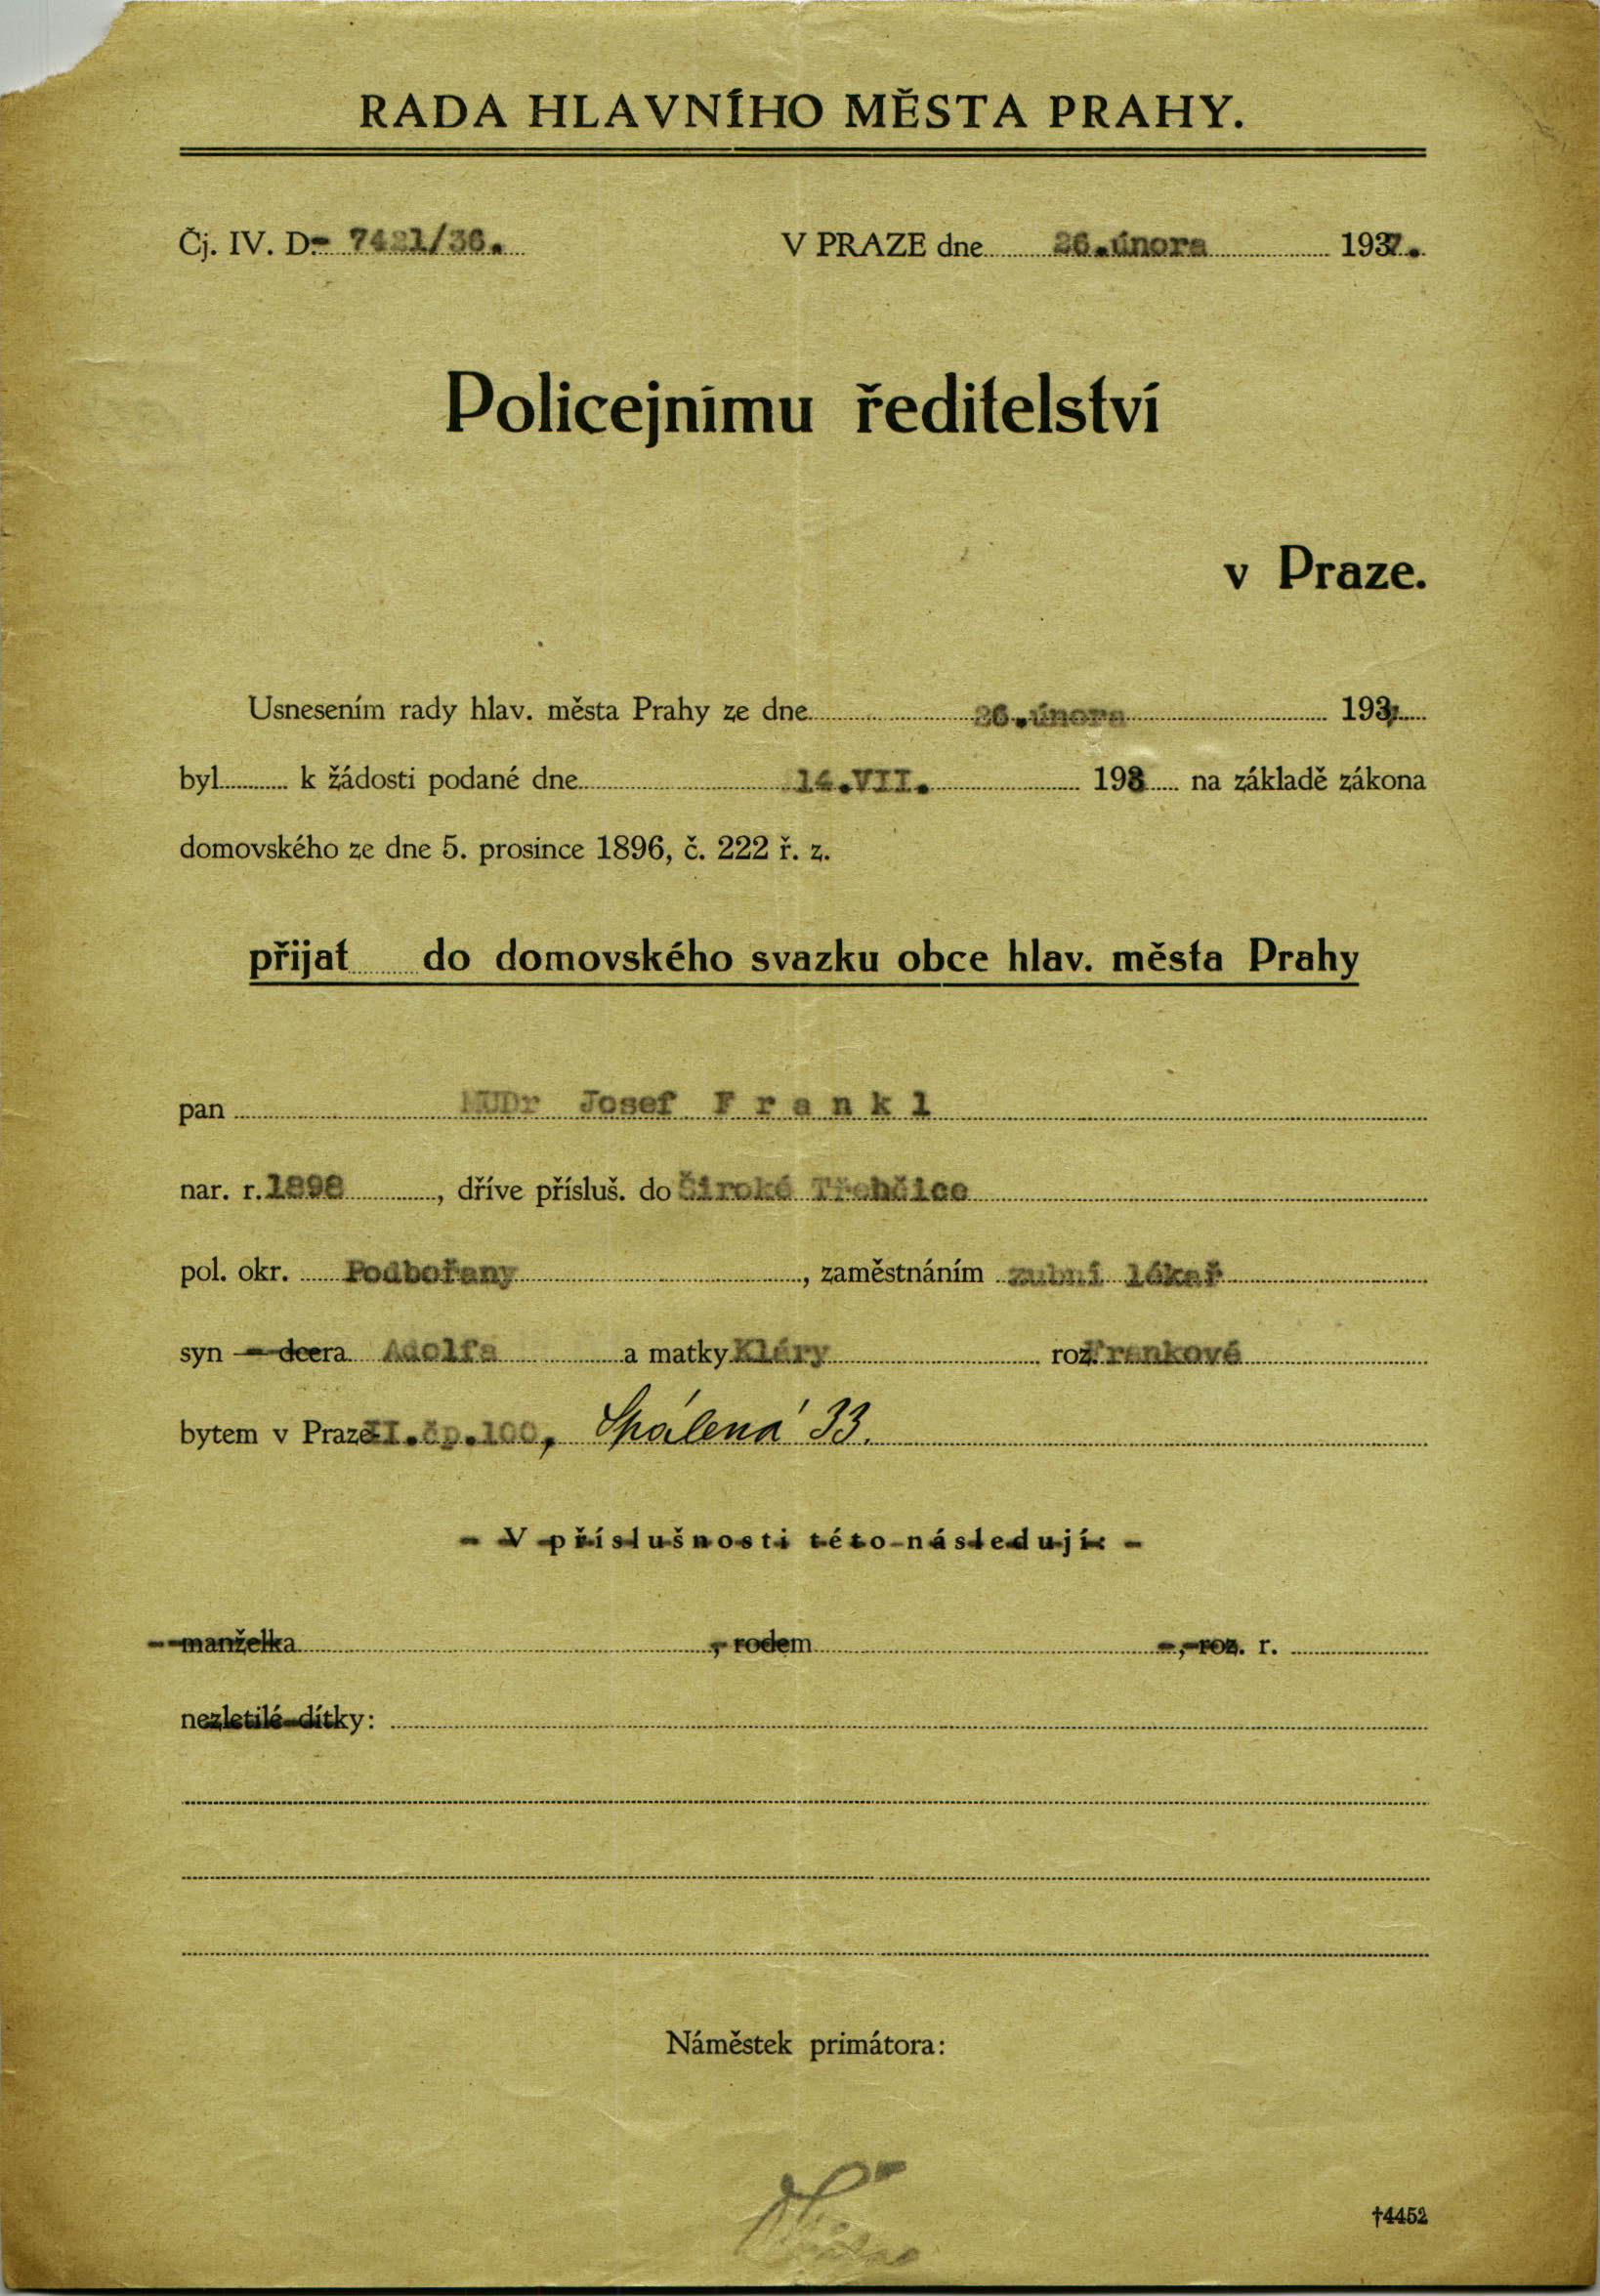 RADA HLAVNÍHO MĚSTA PRAHY.
Čj. IV. D.- 7421/36. V PRAZE dne 26.února 1937.
Policejnímu ředitelství
v Praze.
Usnesením rady hlav. města Prahy ze dne 26.února 1937
byl k žádosti podané dne 14.VII. 193 na základě zákona
domovského ze dne 5. prosince 1896, č. 222 ř. z.
přijat do domovského svazku obce hlav. města Prahy
pan MUDr Josef Frankl
nar. r. 1898, dříve přísluš. do Široké Třebčice
pol. okr. Podbořany, zaměstnáním zubní lékař
syn - dcera Adolfa a matky Kláry roz. Frankové
bytem v Praze II.čp.100, Spálená 33.
- V příslušnosti této následují: -
manželka, rodem, roz. r.
nezletilé dítky:
Náměstek primátora:
†4452